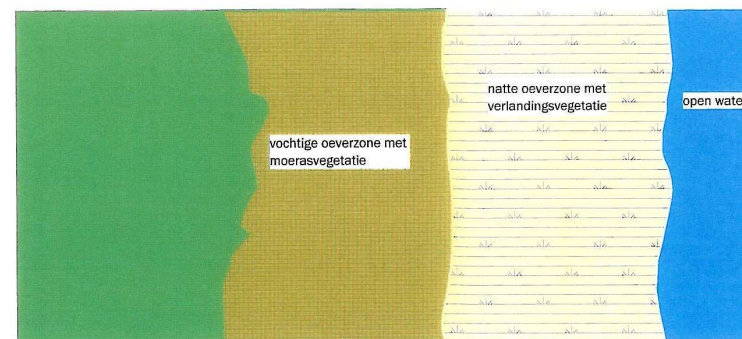 vochtige oeverzone met
moerasvegetatie
natte oeverzone met
verlandingsvegetatie
open wate